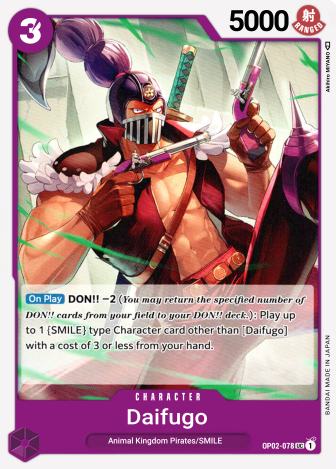 3
5000
射
RANGED
Akihiro MIYANO
On Play DON!! −2 (You may return the specified number of
DON!! cards from your field to your DON!! deck.): Play up
to 1 {SMILE} type Character card other than [Daifugo]
with a cost of 3 or less from your hand.
BANDAI MADE IN JAPAN
CHARACTER
Daifugo
Animal Kingdom Pirates/SMILE
OP02-078 UC 1